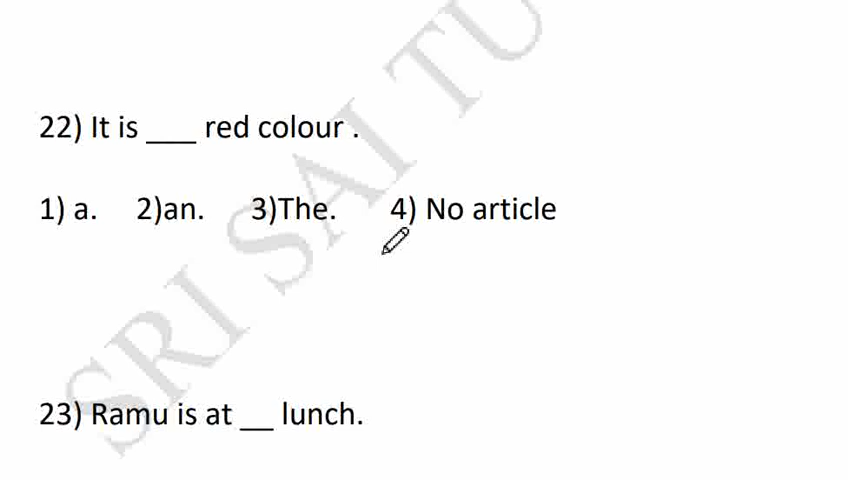 SRI SAI TU
22) It is ___ red colour .
1) a. 2)an. 3)The. 4) No article
23) Ramu is at __ lunch.